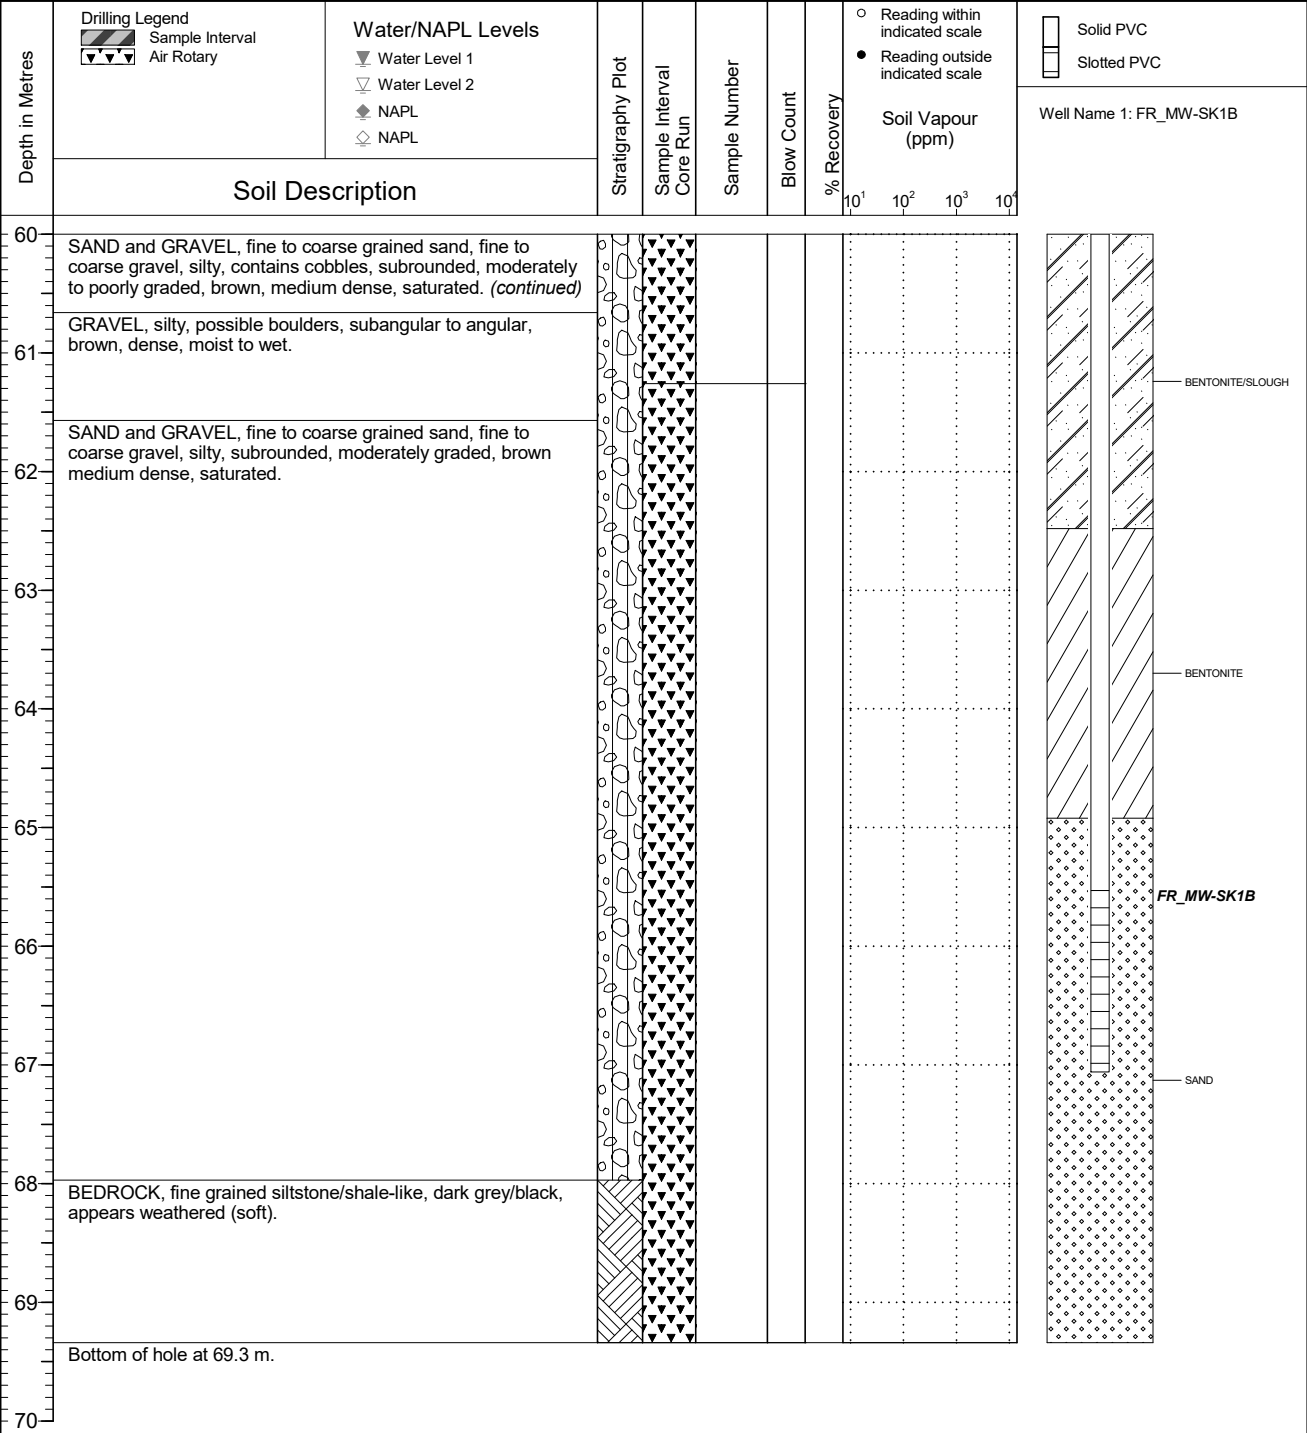 Depth in Metres
Drilling Legend
Sample Interval
Air Rotary
Water/NAPL Levels
Water Level 1
Water Level 2
NAPL
NAPL
Soil Description
Stratigraphy Plot
Sample Interval
Core Run
Sample Number
Blow Count
% Recovery
Reading within
indicated scale
Reading outside
indicated scale
Soil Vapour
(ppm)
10¹ 10² 10³ 10⁴
Solid PVC
Slotted PVC
Well Name 1: FR_MW-SK1B
60
SAND and GRAVEL, fine to coarse grained sand, fine to
coarse gravel, silty, contains cobbles, subrounded, moderately
to poorly graded, brown, medium dense, saturated. (continued)
GRAVEL, silty, possible boulders, subangular to angular,
brown, dense, moist to wet.
61
BENTONITE/SLOUGH
SAND and GRAVEL, fine to coarse grained sand, fine to
coarse gravel, silty, subrounded, moderately graded, brown
medium dense, saturated.
62
63
BENTONITE
64
65
FR_MW-SK1B
66
67
SAND
68
BEDROCK, fine grained siltstone/shale-like, dark grey/black,
appears weathered (soft).
69
Bottom of hole at 69.3 m.
70